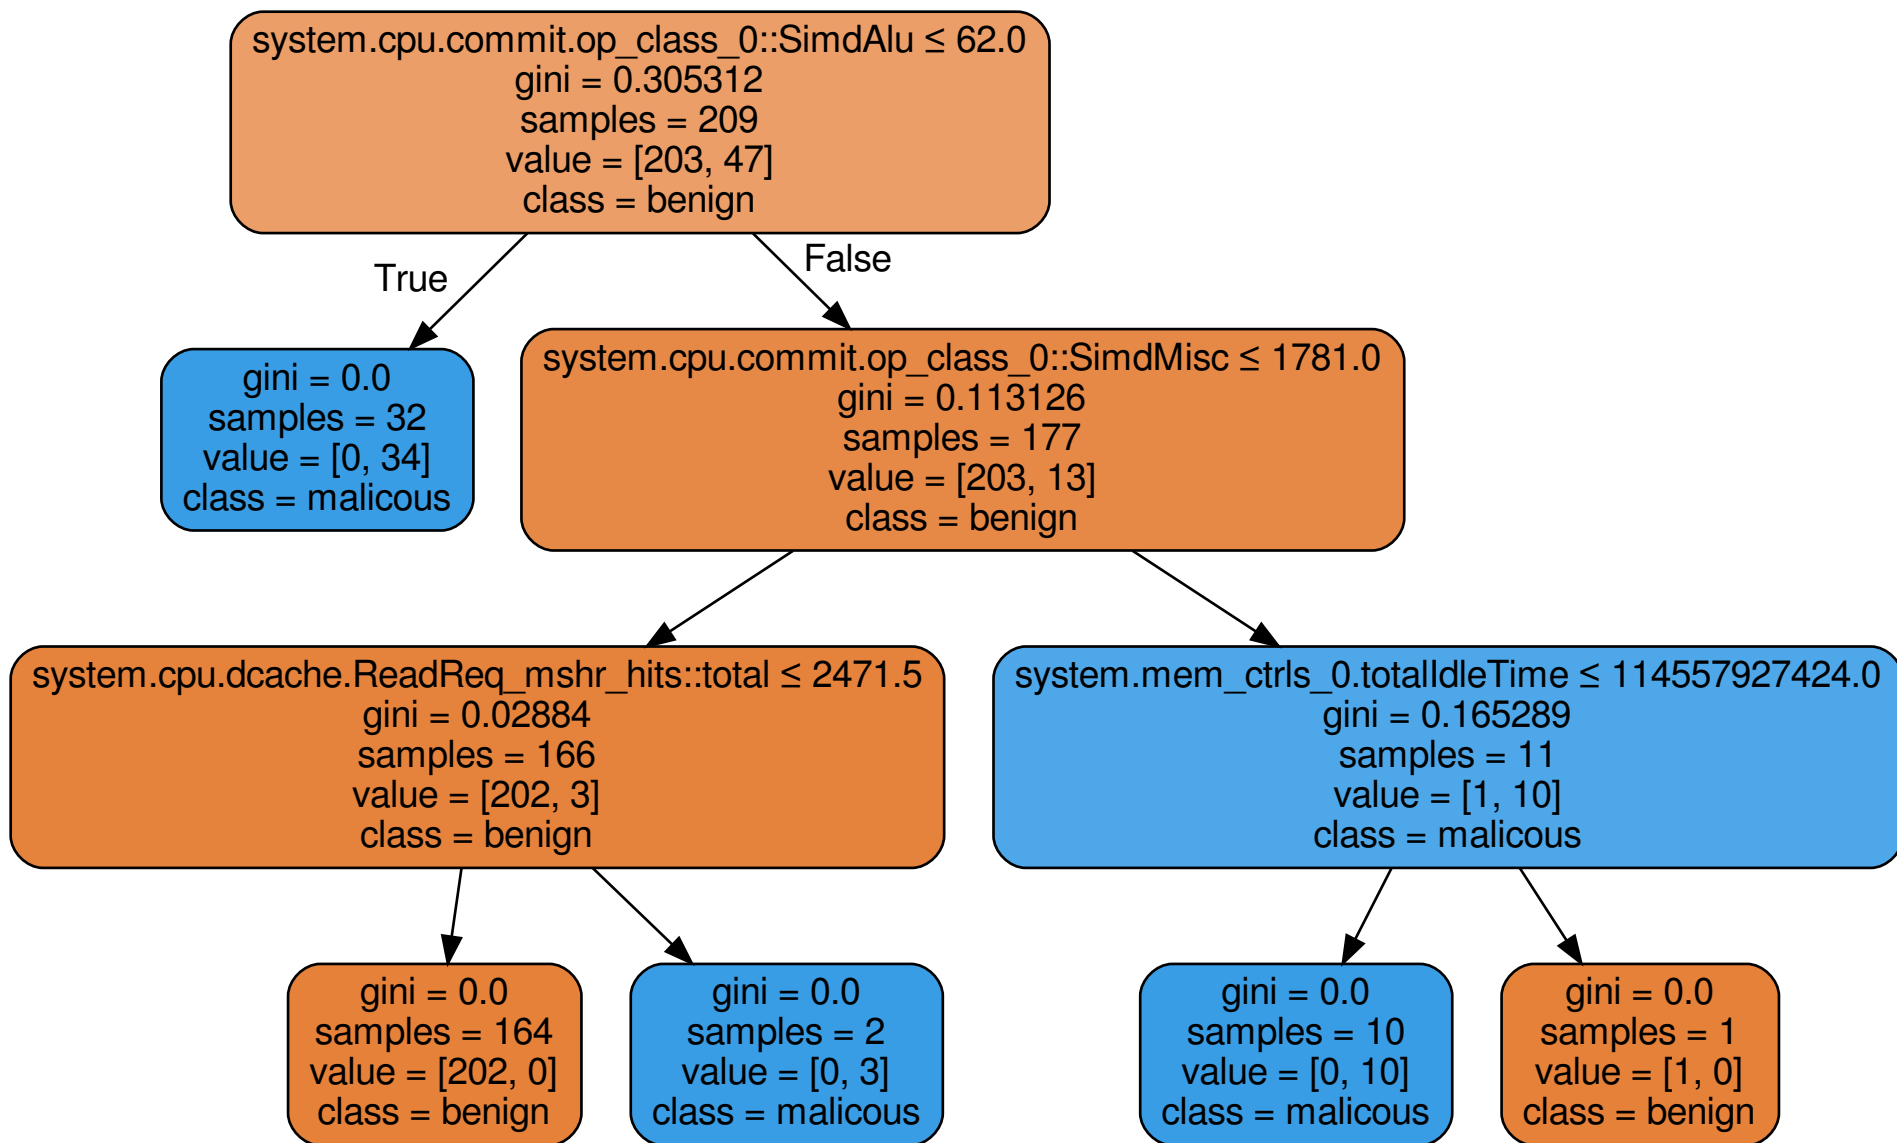 system.cpu.commit.op_class_0::SimdAlu ≤ 62.0
gini = 0.305312
samples = 209
value = [203, 47]
class = benign
True
False
gini = 0.0
samples = 32
value = [0, 34]
class = malicous
system.cpu.commit.op_class_0::SimdMisc ≤ 1781.0
gini = 0.113126
samples = 177
value = [203, 13]
class = benign
system.cpu.dcache.ReadReq_mshr_hits::total ≤ 2471.5
gini = 0.02884
samples = 166
value = [202, 3]
class = benign
system.mem_ctrls_0.totalIdleTime ≤ 114557927424.0
gini = 0.165289
samples = 11
value = [1, 10]
class = malicous
gini = 0.0
samples = 164
value = [202, 0]
class = benign
gini = 0.0
samples = 2
value = [0, 3]
class = malicous
gini = 0.0
samples = 10
value = [0, 10]
class = malicous
gini = 0.0
samples = 1
value = [1, 0]
class = benign